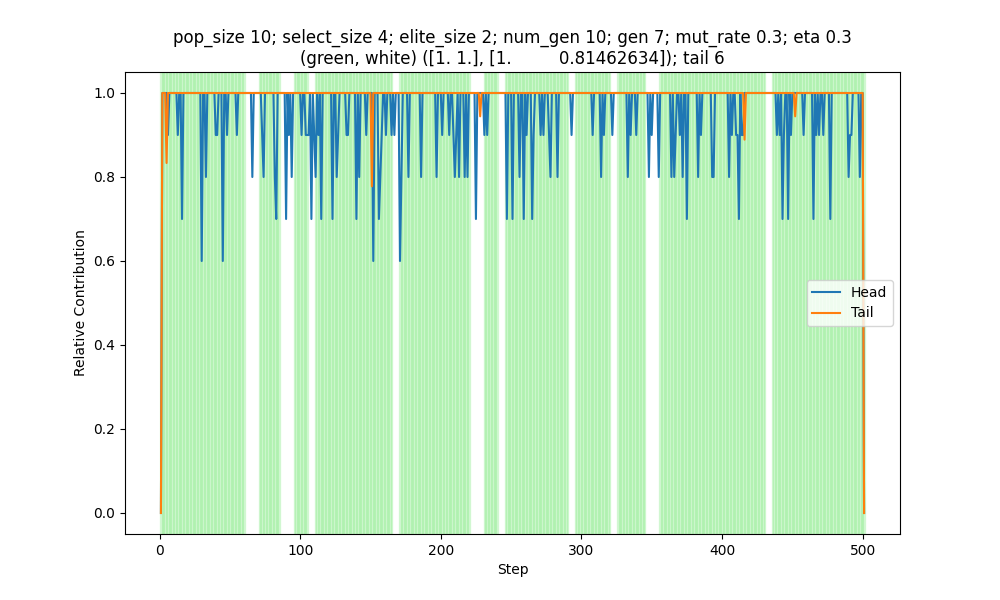 pop_size 10; select_size 4; elite_size 2; num_gen 10; gen 7; mut_rate 0.3; eta 0.3
(green, white) ([1. 1.], [1.          0.81462634]); tail 6
1.0
0.8
0.6
0.4
0.2
0.0
Relative Contribution
Head
Tail
0
100
200
300
400
500
Step